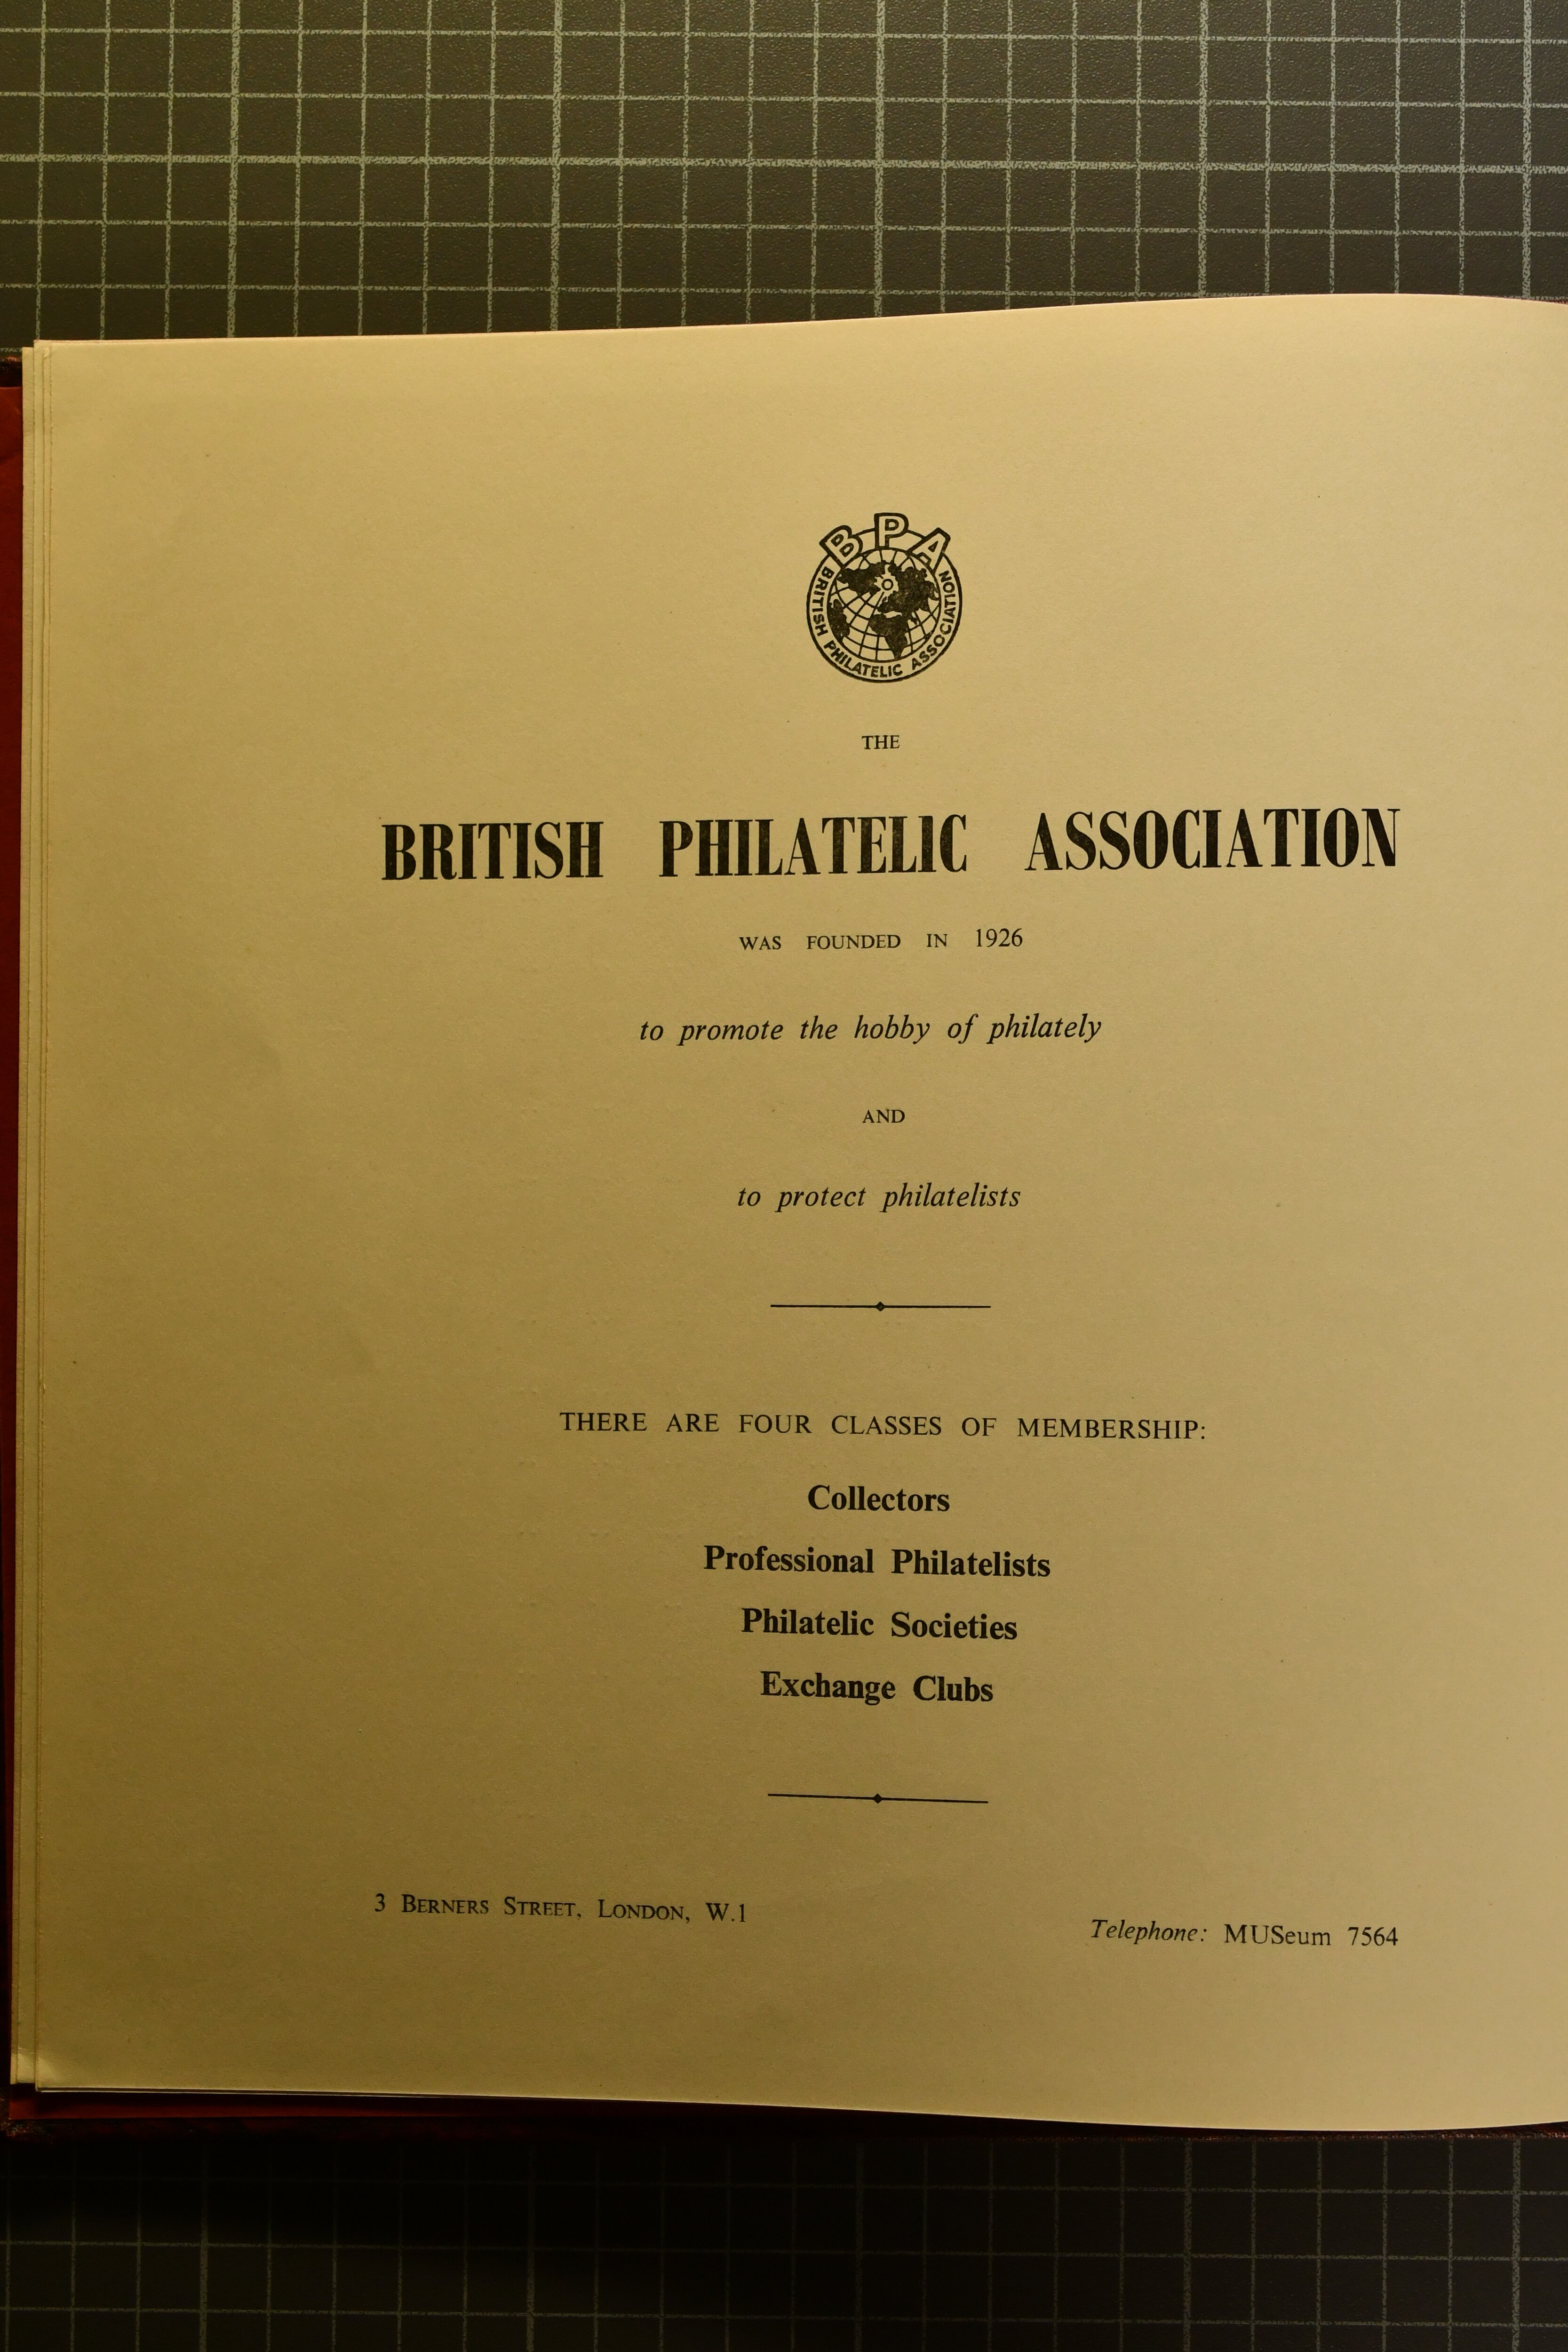 BPA
BRITISH PHILATELIC ASSOCIATION
THE
BRITISH PHILATELIC ASSOCIATION
WAS FOUNDED IN 1926
to promote the hobby of philately
AND
to protect philatelists
THERE ARE FOUR CLASSES OF MEMBERSHIP:
Collectors
Professional Philatelists
Philatelic Societies
Exchange Clubs
3 BERNERS STREET, LONDON, W.1
Telephone: MUSeum 7564